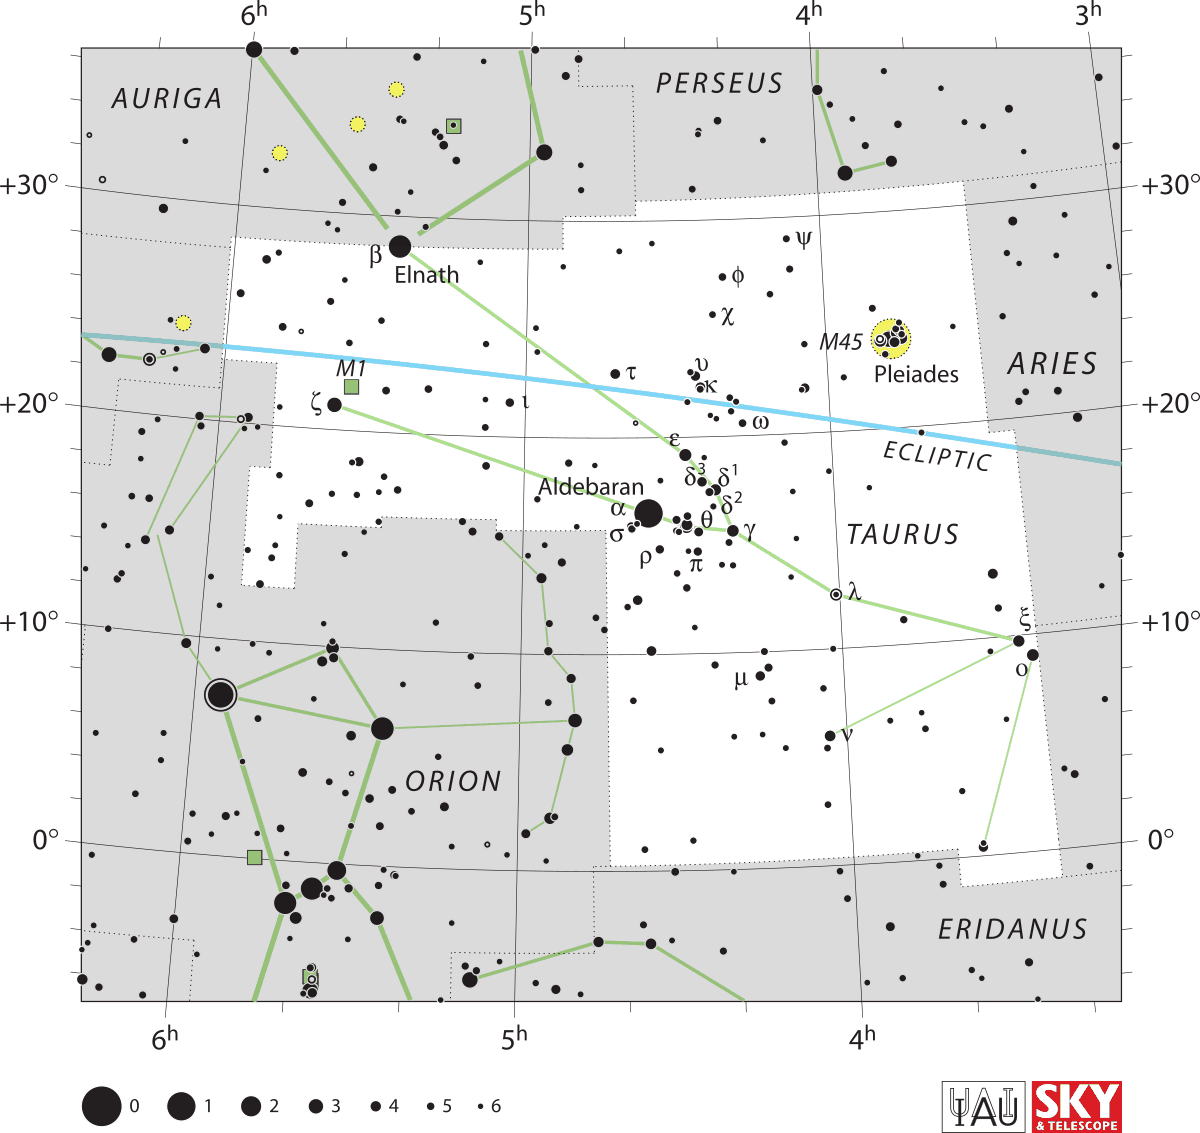 6h 5h 4h 3h
AURIGA
PERSEUS
+30° +30°
β
Elnath
ψ
ϕ
χ
M45
Pleiades
ARIES
M1
τ
υ
κ
ι
ζ
ω
+20° +20°
ε
ECLIPTIC
δ3 δ1
Aldebaran
δ2
α
θ
γ
σ
TAURUS
ρ
π
λ
+10° +10°
ξ
ο
μ
ν
ORION
0° 0°
ERIDANUS
6h 5h 4h
0 1 2 3 4 5 6
IAU
SKY
& TELESCOPE